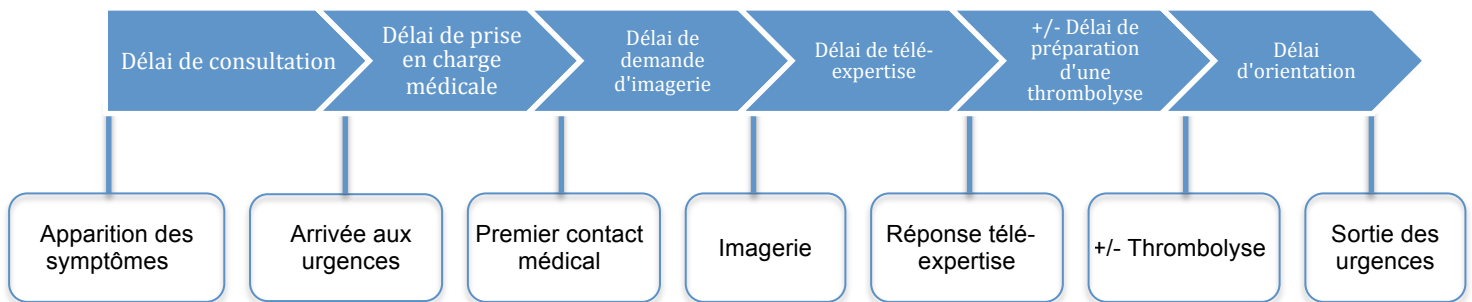 Délai de consultation
Délai de prise
en charge
médicale
Délai de
demande
d'imagerie
Délai de télé-
expertise
+/- Délai de
préparation
d'une
thrombolyse
Délai
d'orientation
Apparition des
symptômes
Arrivée aux
urgences
Premier contact
médical
Imagerie
Réponse télé-
expertise
+/- Thrombolyse
Sortie des
urgences